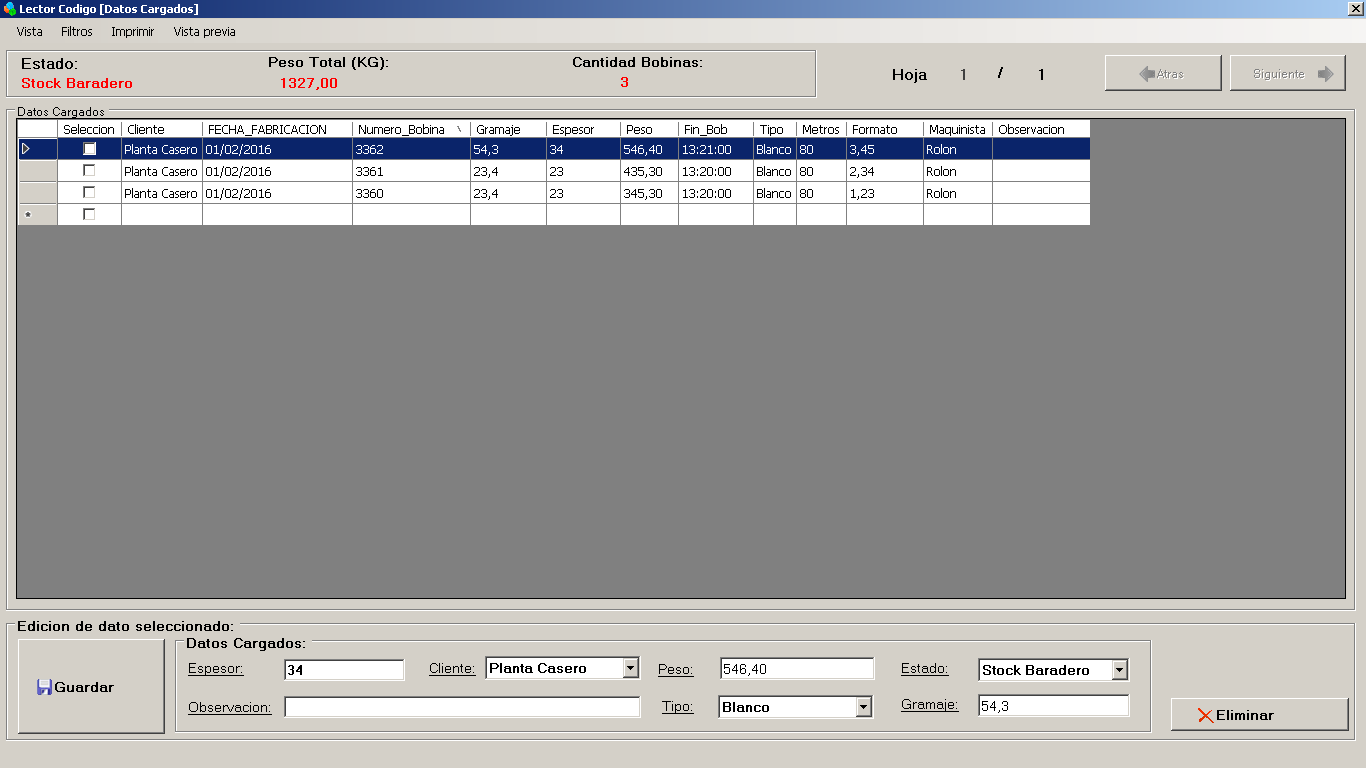 Lector Codigo [Datos Cargados]
Vista Filtros Imprimir Vista previa
Estado: Peso Total (KG): Cantidad Bobinas:
Stock Baradero 1327,00 3
Hoja 1 / 1 Atras Siguiente
Datos Cargados
Seleccion Cliente FECHA_FABRICACION Numero_Bobina Gramaje Espesor Peso Fin_Bob Tipo Metros Formato Maquinista Observacion
Planta Casero 01/02/2016 3362 54,3 34 546,40 13:21:00 Blanco 80 3,45 Rolon
Planta Casero 01/02/2016 3361 23,4 23 435,30 13:20:00 Blanco 80 2,34 Rolon
Planta Casero 01/02/2016 3360 23,4 23 345,30 13:20:00 Blanco 80 1,23 Rolon
*
Edicion de dato seleccionado:
Guardar
Datos Cargados:
Espesor: 34 Cliente: Planta Casero Peso: 546,40 Estado: Stock Baradero
Observacion: Tipo: Blanco Gramaje: 54,3
Eliminar